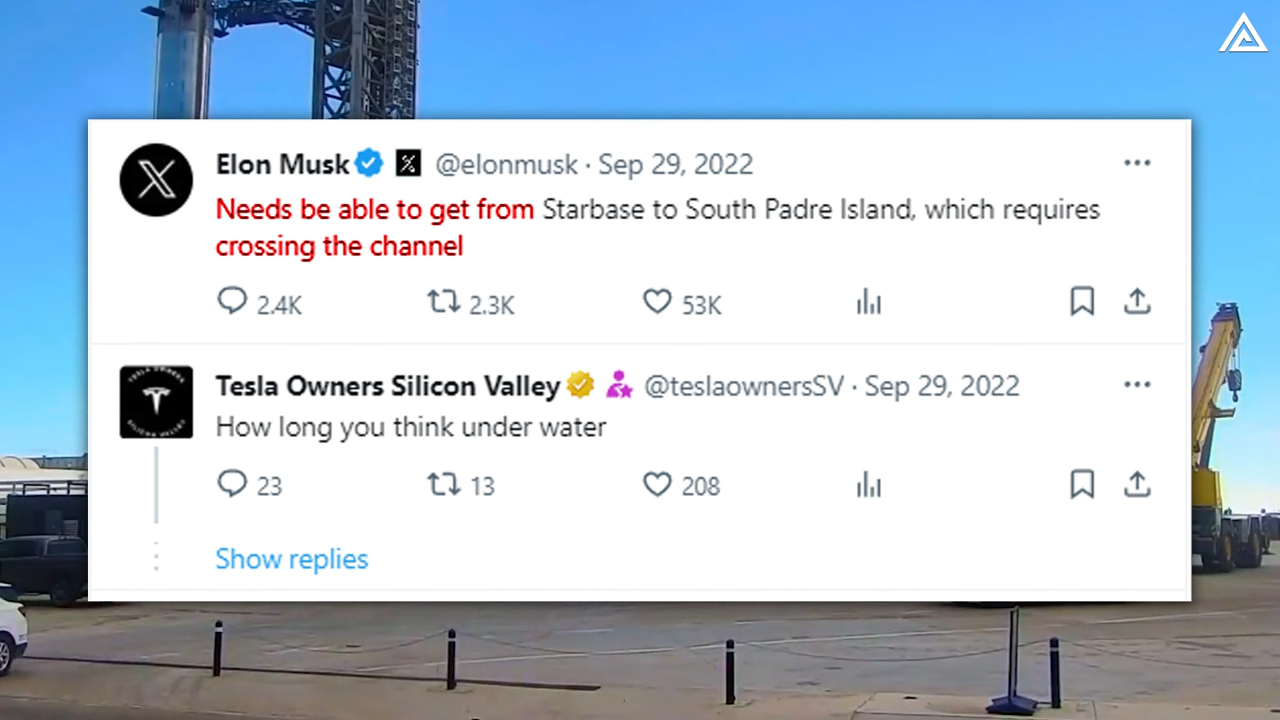 Elon Musk @elonmusk · Sep 29, 2022
Needs be able to get from Starbase to South Padre Island, which requires
crossing the channel
2.4K 2.3K 53K
Tesla Owners Silicon Valley @teslaownersSV · Sep 29, 2022
How long you think under water
23 13 208
Show replies